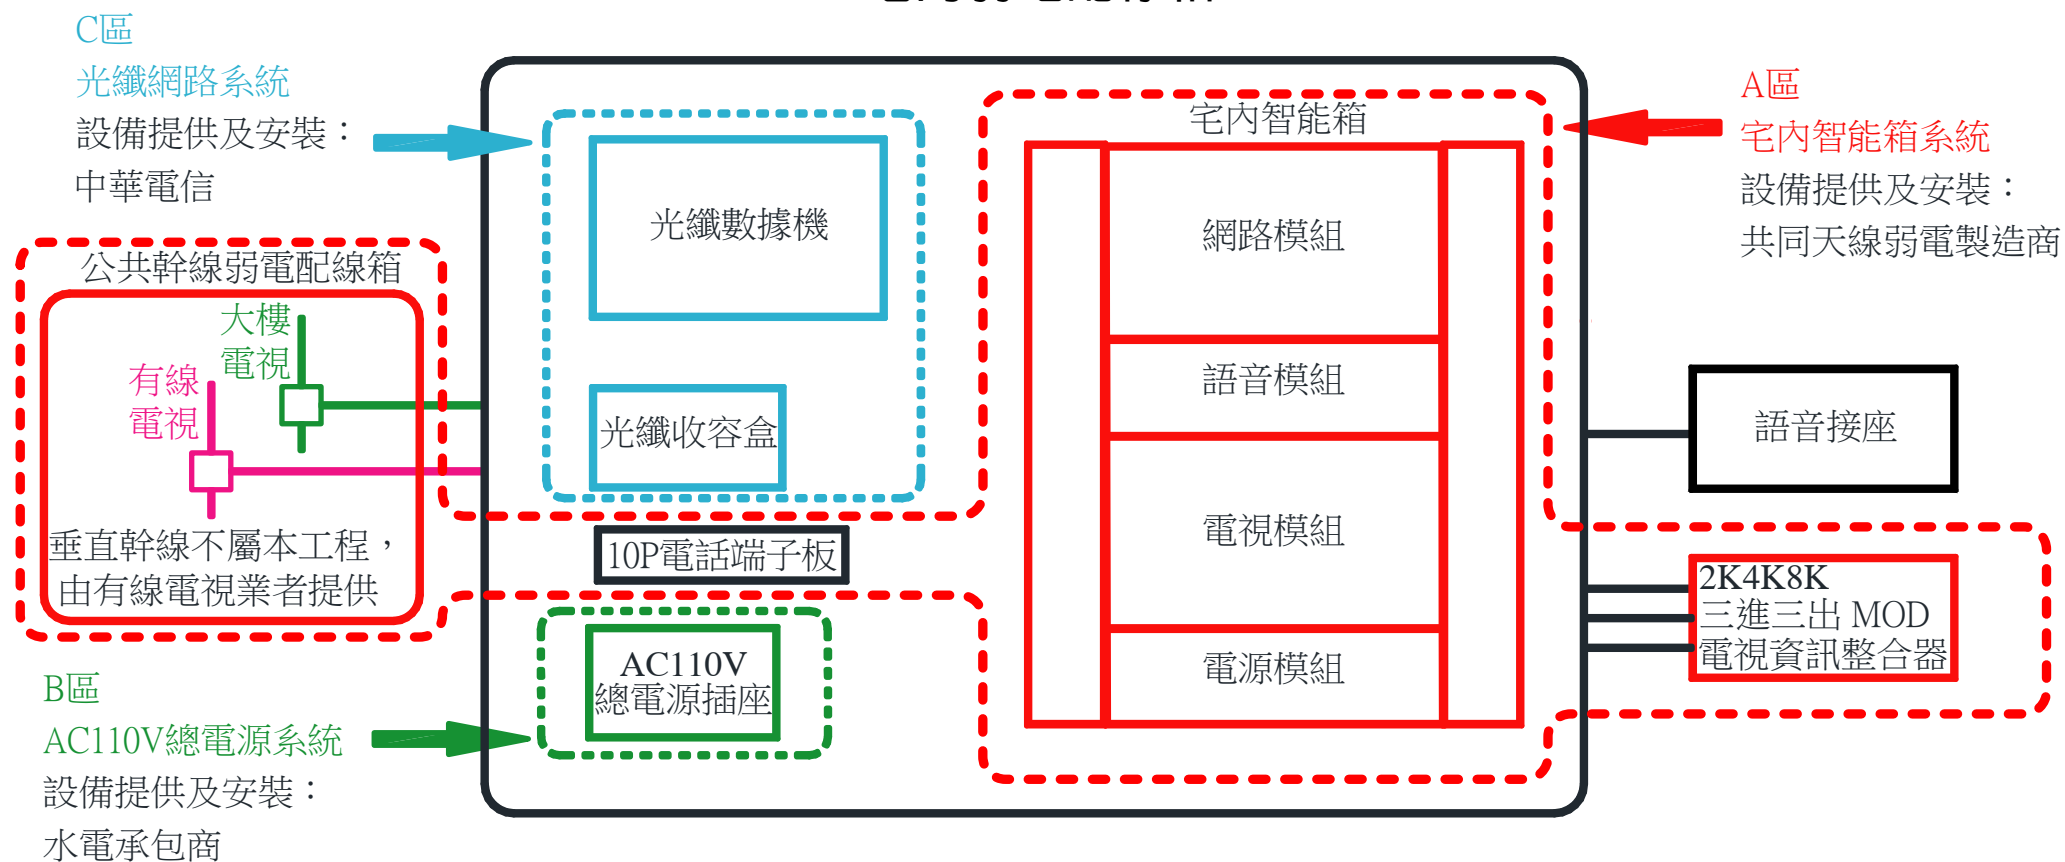 C區
光纖網路系統
設備提供及安裝：
中華電信
公共幹線弱電配線箱
大樓
電視
有線
電視
垂直幹線不屬本工程，
由有線電視業者提供
B區
AC110V總電源系統
設備提供及安裝：
水電承包商
光纖數據機
光纖收容盒
10P電話端子板
AC110V
總電源插座
宅內智能箱
網路模組
語音模組
電視模組
電源模組
A區
宅內智能箱系統
設備提供及安裝：
共同天線弱電製造商
語音接座
2K4K8K
三進三出 MOD
電視資訊整合器